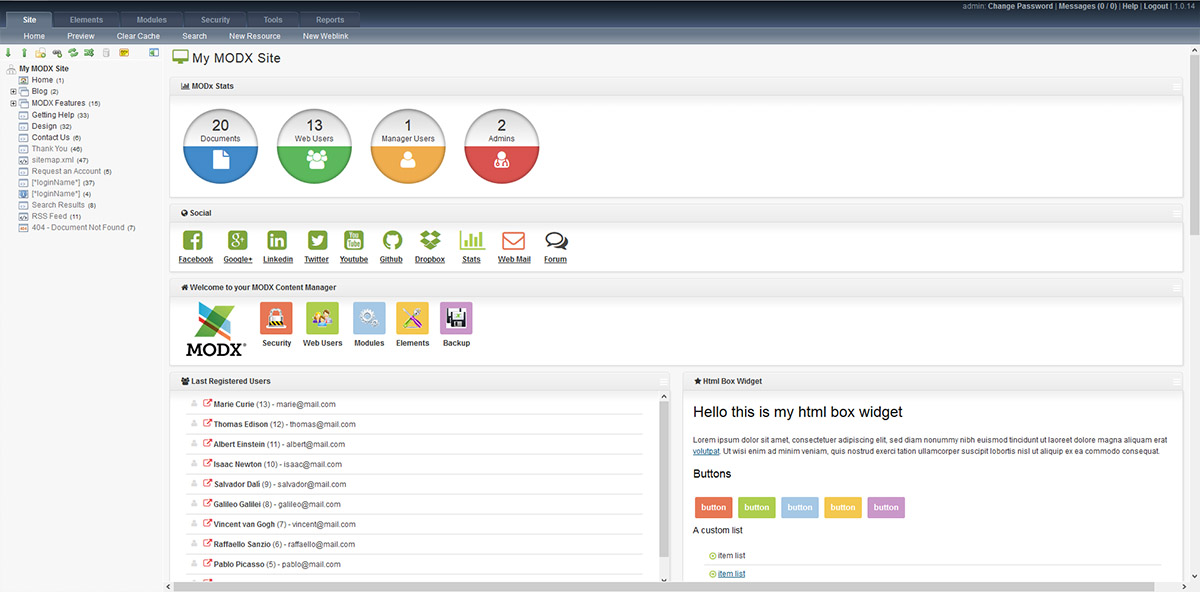 admin: Change Password | Messages (0 / 0) | Help | Logout | 1.0.14
Site Elements Modules Security Tools Reports
Home Preview Clear Cache Search New Resource New Weblink
My MODX Site
Home (1)
Blog (2)
MODX Features (15)
Getting Help (33)
Design (32)
Contact Us (6)
Thank You (46)
sitemap.xml (47)
Request an Account (5)
[*loginName*] (37)
[*loginName*] (4)
Search Results (8)
RSS Feed (11)
404 - Document Not Found (7)
My MODX Site
MODx Stats
20 13 1 2
Documents Web Users Manager Users Admins
Social
Facebook Google+ Linkedin Twitter Youtube Github Dropbox Stats Web Mail Forum
Welcome to your MODX Content Manager
MODX
Security Web Users Modules Elements Backup
Last Registered Users
Marie Curie (13) - marie@mail.com
Thomas Edison (12) - thomas@mail.com
Albert Einstein (11) - albert@mail.com
Isaac Newton (10) - isaac@mail.com
Salvador Dalì (9) - salvador@mail.com
Galileo Galilei (8) - galileo@mail.com
Vincent van Gogh (7) - vincent@mail.com
Raffaello Sanzio (6) - raffaello@mail.com
Pablo Picasso (5) - pablo@mail.com
Html Box Widget
Hello this is my html box widget
Lorem ipsum dolor sit amet, consectetuer adipiscing elit, sed diam nonummy nibh euismod tincidunt ut laoreet dolore magna aliquam erat
volutpat. Ut wisi enim ad minim veniam, quis nostrud exerci tation ullamcorper suscipit lobortis nisl ut aliquip ex ea commodo consequat.
Buttons
button button button button button
A custom list
item list
item list